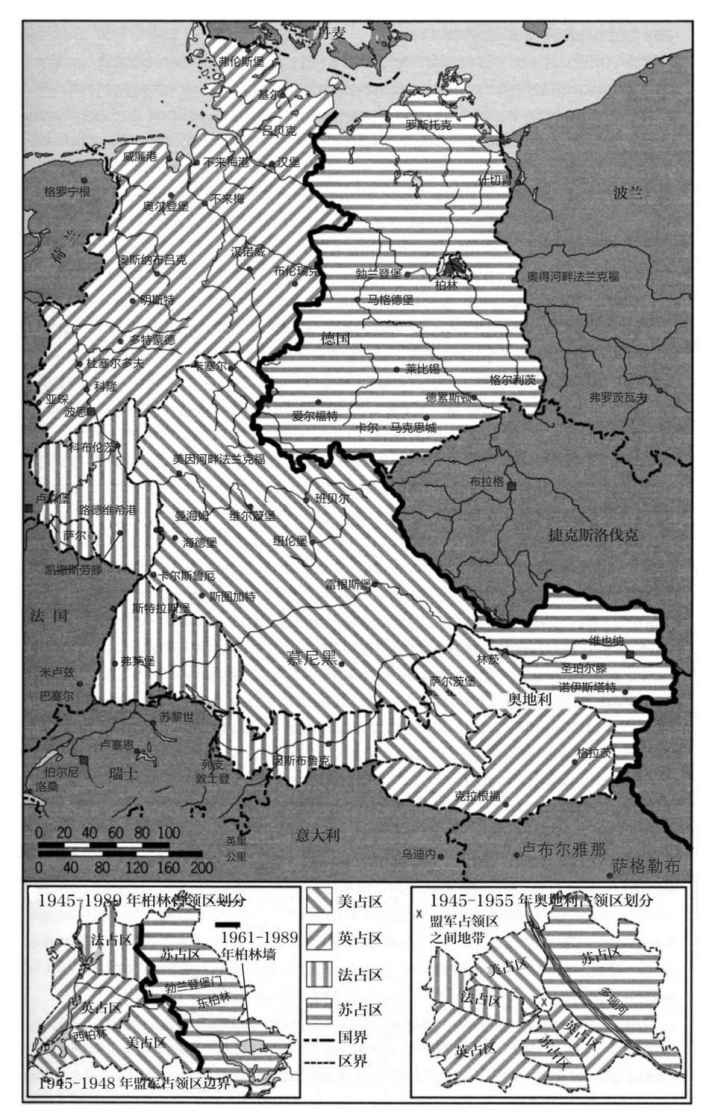 丹麦
弗伦斯堡
基尔
吕贝克
罗斯托克
威廉港
不来梅港
汉堡
什切青
格罗宁根
波兰
奥尔登堡
不来梅
荷兰
汉诺威
奥斯纳布吕克
布伦瑞克
勃兰登堡
柏林
奥得河畔法兰克福
明斯特
马格德堡
多特蒙德
德国
杜塞尔多夫
卡塞尔
莱比锡
格尔利茨
科隆
亚琛
德累斯顿
弗罗茨瓦夫
波恩
爱尔福特
卡尔·马克思城
科布伦茨
美因河畔法兰克福
布拉格
卢森堡
班贝尔
路德维希港
曼海姆
维尔蒙堡
萨尔
海德堡
纽伦堡
捷克斯洛伐克
凯撒斯劳滕
卡尔斯鲁厄
雷根斯堡
斯图加特
法国
斯特拉斯堡
维也纳
弗莱堡
慕尼黑
林茨
圣珀尔滕
米卢兹
萨尔茨堡
诺伊斯塔特
巴塞尔
奥地利
苏黎世
卢塞恩
因斯布鲁克
格拉茨
列支
敦士登
伯尔尼
瑞士
洛桑
克拉根福
0 20 40 60 80 100
英里
意大利
0 40 80 120 160 200
公里
乌迪内
卢布尔雅那
萨格勒布
1945-1989 年柏林占领区划分
法占区
苏占区
1961-1989
年柏林墙
勃兰登堡门
东柏林
英占区
西柏林
美占区
1945-1948 年盟军占领区边界
美占区
英占区
法占区
苏占区
国界
区界
1945-1955 年奥地利占领区划分
x 盟军占领区
之间地带
美占区
苏占区
多瑙河
法占区
x
英占区
英占区
苏占区